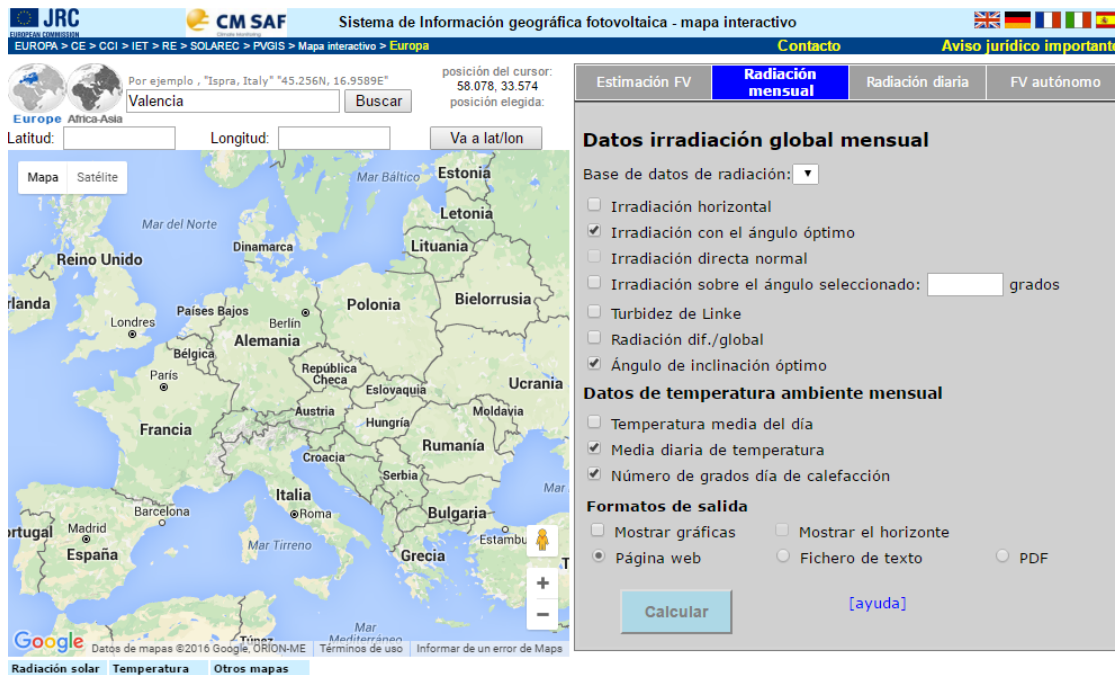 JRC
EUROPEAN COMMISSION
CM SAF
Climate Monitoring
Sistema de Información geográfica fotovoltaica - mapa interactivo
EUROPA > CE > CCI > IET > RE > SOLAREC > PVGIS > Mapa interactivo > Europa
Contacto
Aviso jurídico importante
Europe
Africa-Asia
Por ejemplo , "Ispra, Italy" "45.256N, 16.9589E"
Valencia
Buscar
posición del cursor:
58.078, 33.574
posición elegida:
Latitud:
Longitud:
Va a lat/lon
Mapa
Satélite
Mar Báltico
Estonia
Letonia
Mar del Norte
Dinamarca
Lituania
Reino Unido
Irlanda
Londres
Países Bajos
Berlín
Polonia
Bielorrusia
Alemania
Bélgica
París
República
Checa
Eslovaquia
Ucrania
Austria
Hungría
Moldavia
Francia
Croacia
Rumanía
Serbia
Mar
Italia
Barcelona
Roma
Bulgaria
Portugal
Madrid
España
Mar Tirreno
Estambu
Grecia
T
+
−
Mar
Mediterráneo
Túnez
Google
Datos de mapas ©2016 Google, ORION-ME
Términos de uso
Informar de un error de Maps
Radiación solar
Temperatura
Otros mapas
Estimación FV
Radiación
mensual
Radiación diaria
FV autónomo
Datos irradiación global mensual
Base de datos de radiación:
Irradiación horizontal
Irradiación con el ángulo óptimo
Irradiación directa normal
Irradiación sobre el ángulo seleccionado: grados
Turbidez de Linke
Radiación dif./global
Ángulo de inclinación óptimo
Datos de temperatura ambiente mensual
Temperatura media del día
Media diaria de temperatura
Número de grados día de calefacción
Formatos de salida
Mostrar gráficas
Mostrar el horizonte
Página web
Fichero de texto
PDF
Calcular
[ayuda]